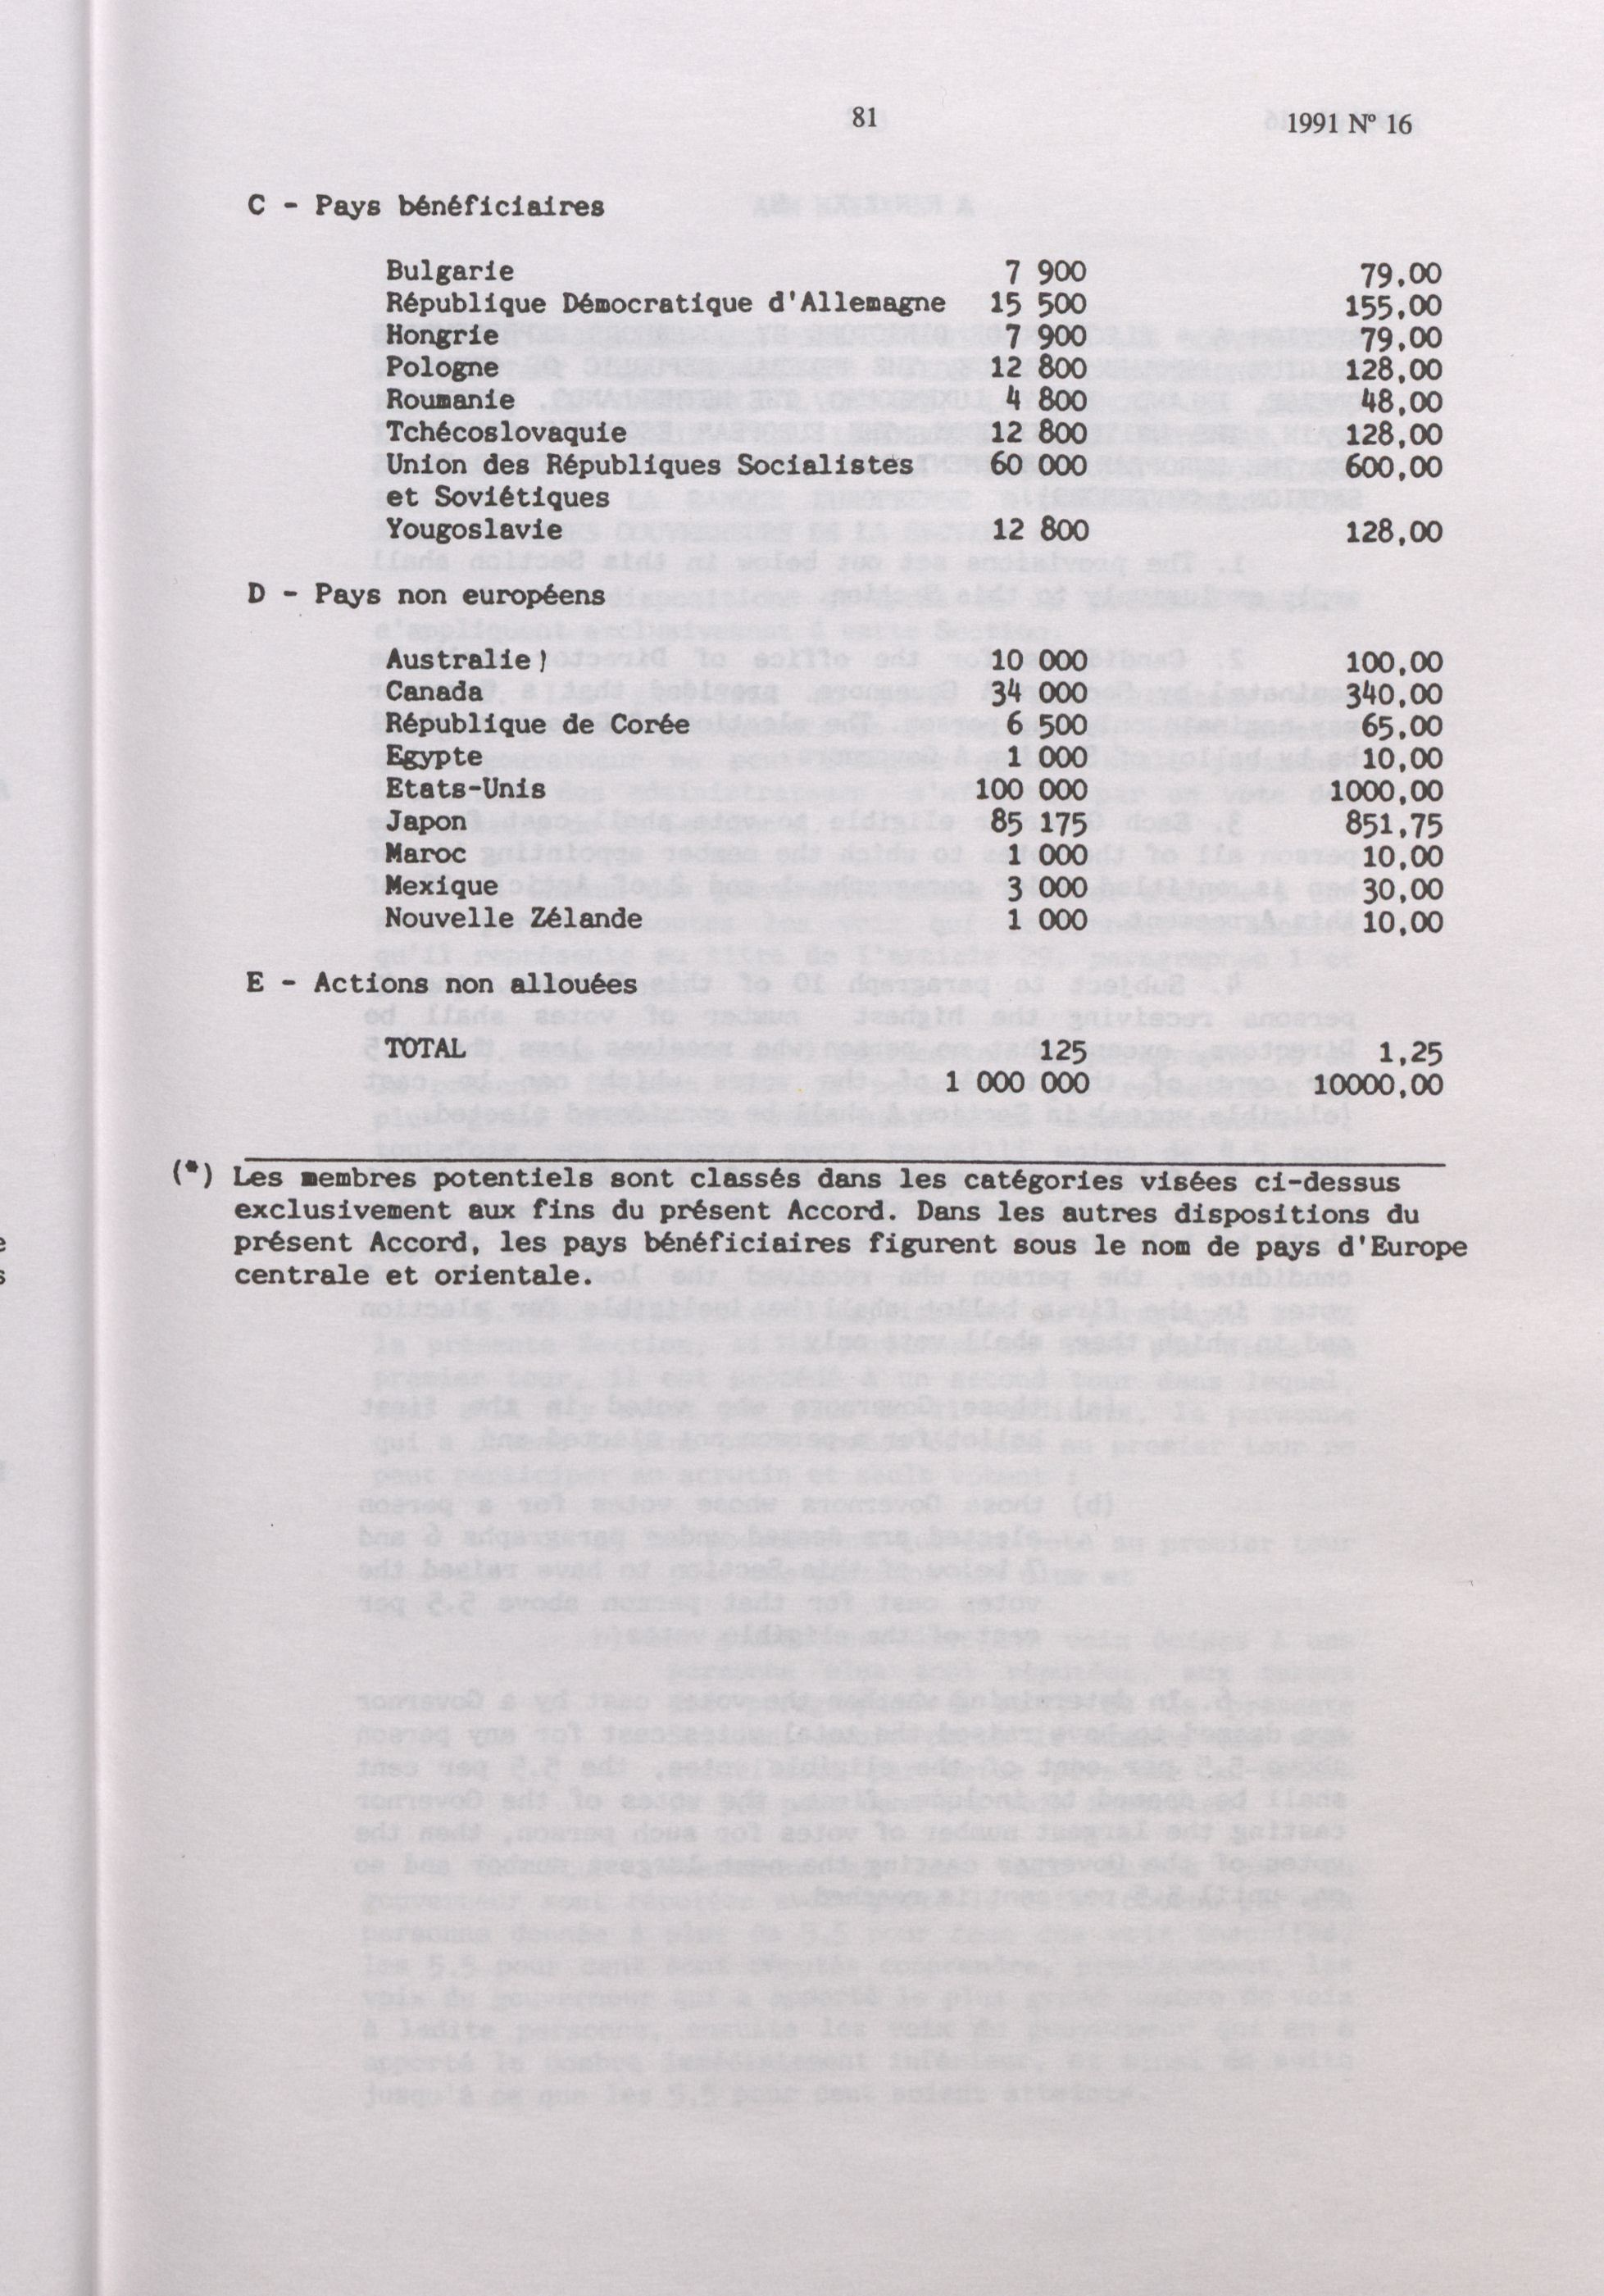 81 1991 Nº 16
C - Pays bénéficiaires
Bulgarie 7 900 79,00
République Démocratique d'Allemagne 15 500 155,00
Hongrie 7 900 79,00
Pologne 12 800 128,00
Roumanie 4 800 48,00
Tchécoslovaquie 12 800 128,00
Union des Républiques Socialistes 60 000 600,00
et Soviétiques
Yougoslavie 12 800 128,00
D - Pays non européens
Australie 10 000 100,00
Canada 34 000 340,00
République de Corée 6 500 65,00
Egypte 1 000 10,00
Etats-Unis 100 000 1000,00
Japon 85 175 851,75
Maroc 1 000 10,00
Mexique 3 000 30,00
Nouvelle Zélande 1 000 10,00
E - Actions non allouées
TOTAL 125 1,25
1 000 000 10000,00
(*) Les membres potentiels sont classés dans les catégories visées ci-dessus
exclusivement aux fins du présent Accord. Dans les autres dispositions du
présent Accord, les pays bénéficiaires figurent sous le nom de pays d'Europe
centrale et orientale.